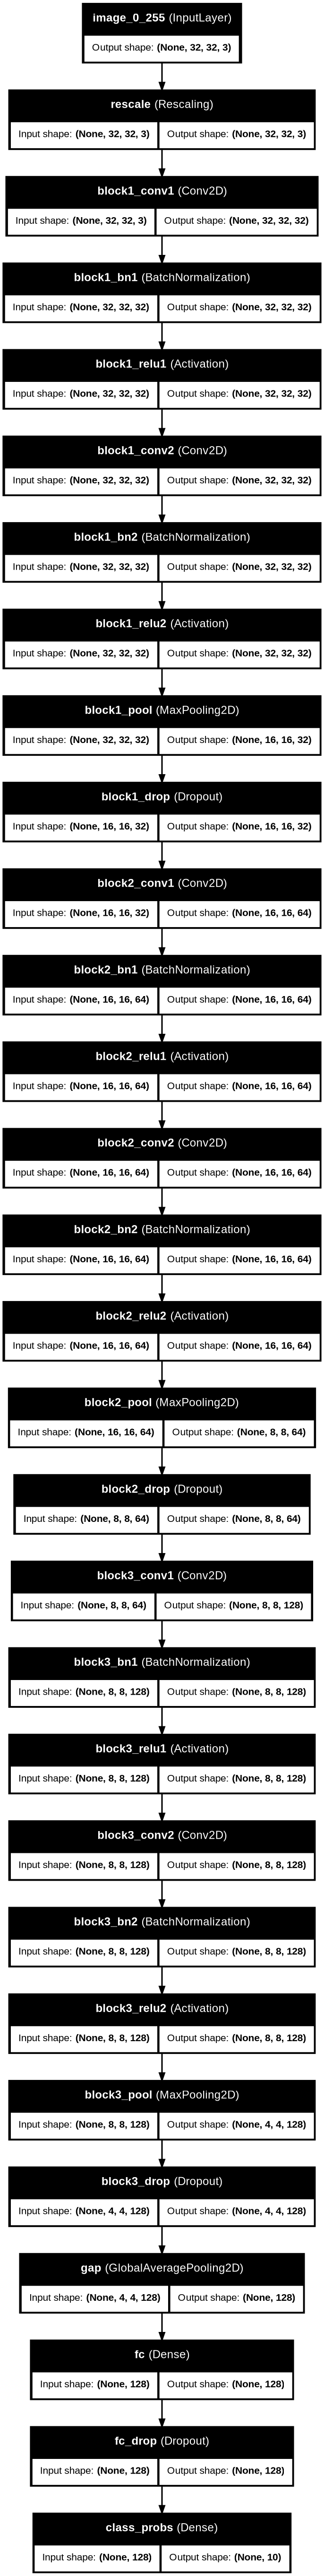 image_0_255 (InputLayer)
Output shape: (None, 32, 32, 3)
rescale (Rescaling)
Input shape: (None, 32, 32, 3) Output shape: (None, 32, 32, 3)
block1_conv1 (Conv2D)
Input shape: (None, 32, 32, 3) Output shape: (None, 32, 32, 32)
block1_bn1 (BatchNormalization)
Input shape: (None, 32, 32, 32) Output shape: (None, 32, 32, 32)
block1_relu1 (Activation)
Input shape: (None, 32, 32, 32) Output shape: (None, 32, 32, 32)
block1_conv2 (Conv2D)
Input shape: (None, 32, 32, 32) Output shape: (None, 32, 32, 32)
block1_bn2 (BatchNormalization)
Input shape: (None, 32, 32, 32) Output shape: (None, 32, 32, 32)
block1_relu2 (Activation)
Input shape: (None, 32, 32, 32) Output shape: (None, 32, 32, 32)
block1_pool (MaxPooling2D)
Input shape: (None, 32, 32, 32) Output shape: (None, 16, 16, 32)
block1_drop (Dropout)
Input shape: (None, 16, 16, 32) Output shape: (None, 16, 16, 32)
block2_conv1 (Conv2D)
Input shape: (None, 16, 16, 32) Output shape: (None, 16, 16, 64)
block2_bn1 (BatchNormalization)
Input shape: (None, 16, 16, 64) Output shape: (None, 16, 16, 64)
block2_relu1 (Activation)
Input shape: (None, 16, 16, 64) Output shape: (None, 16, 16, 64)
block2_conv2 (Conv2D)
Input shape: (None, 16, 16, 64) Output shape: (None, 16, 16, 64)
block2_bn2 (BatchNormalization)
Input shape: (None, 16, 16, 64) Output shape: (None, 16, 16, 64)
block2_relu2 (Activation)
Input shape: (None, 16, 16, 64) Output shape: (None, 16, 16, 64)
block2_pool (MaxPooling2D)
Input shape: (None, 16, 16, 64) Output shape: (None, 8, 8, 64)
block2_drop (Dropout)
Input shape: (None, 8, 8, 64) Output shape: (None, 8, 8, 64)
block3_conv1 (Conv2D)
Input shape: (None, 8, 8, 64) Output shape: (None, 8, 8, 128)
block3_bn1 (BatchNormalization)
Input shape: (None, 8, 8, 128) Output shape: (None, 8, 8, 128)
block3_relu1 (Activation)
Input shape: (None, 8, 8, 128) Output shape: (None, 8, 8, 128)
block3_conv2 (Conv2D)
Input shape: (None, 8, 8, 128) Output shape: (None, 8, 8, 128)
block3_bn2 (BatchNormalization)
Input shape: (None, 8, 8, 128) Output shape: (None, 8, 8, 128)
block3_relu2 (Activation)
Input shape: (None, 8, 8, 128) Output shape: (None, 8, 8, 128)
block3_pool (MaxPooling2D)
Input shape: (None, 8, 8, 128) Output shape: (None, 4, 4, 128)
block3_drop (Dropout)
Input shape: (None, 4, 4, 128) Output shape: (None, 4, 4, 128)
gap (GlobalAveragePooling2D)
Input shape: (None, 4, 4, 128) Output shape: (None, 128)
fc (Dense)
Input shape: (None, 128) Output shape: (None, 128)
fc_drop (Dropout)
Input shape: (None, 128) Output shape: (None, 128)
class_probs (Dense)
Input shape: (None, 128) Output shape: (None, 10)